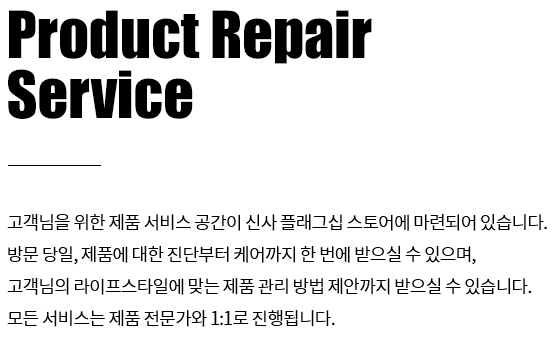 Product Repair
Service
고객님을 위한 제품 서비스 공간이 신사 플래그십 스토어에 마련되어 있습니다.
방문 당일, 제품에 대한 진단부터 케어까지 한 번에 받으실 수 있으며,
고객님의 라이프스타일에 맞는 제품 관리 방법 제안까지 받으실 수 있습니다.
모든 서비스는 제품 전문가와 1:1로 진행됩니다.